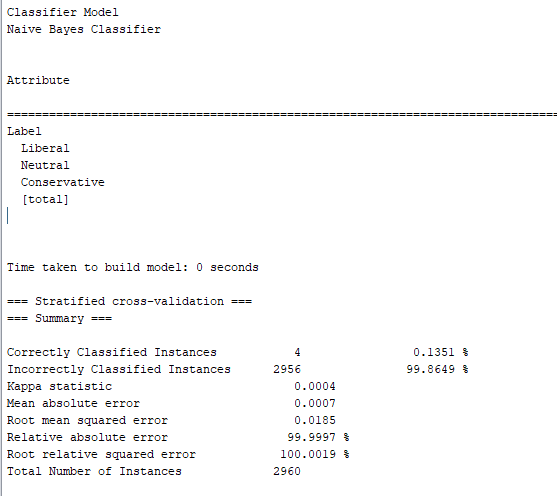 Classifier Model
Naive Bayes Classifier
Attribute
==============================================================================
Label
Liberal
Neutral
Conservative
[total]
Time taken to build model: 0 seconds
=== Stratified cross-validation ===
=== Summary ===
Correctly Classified Instances 4 0.1351 %
Incorrectly Classified Instances 2956 99.8649 %
Kappa statistic 0.0004
Mean absolute error 0.0007
Root mean squared error 0.0185
Relative absolute error 99.9997 %
Root relative squared error 100.0019 %
Total Number of Instances 2960